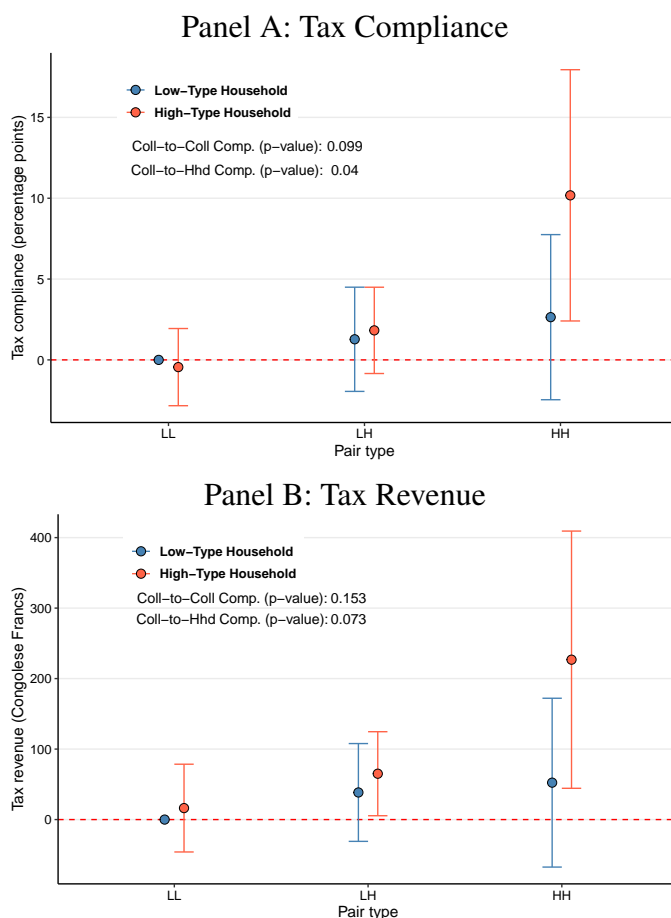 Panel A: Tax Compliance
Tax compliance (percentage points)
15
10
5
0
Low−Type Household
High−Type Household
Coll−to−Coll Comp. (p−value): 0.099
Coll−to−Hhd Comp. (p−value): 0.04
LL
LH
HH
Pair type
Panel B: Tax Revenue
Tax revenue (Congolese Francs)
400
300
200
100
0
Low−Type Household
High−Type Household
Coll−to−Coll Comp. (p−value): 0.153
Coll−to−Hhd Comp. (p−value): 0.073
LL
LH
HH
Pair type